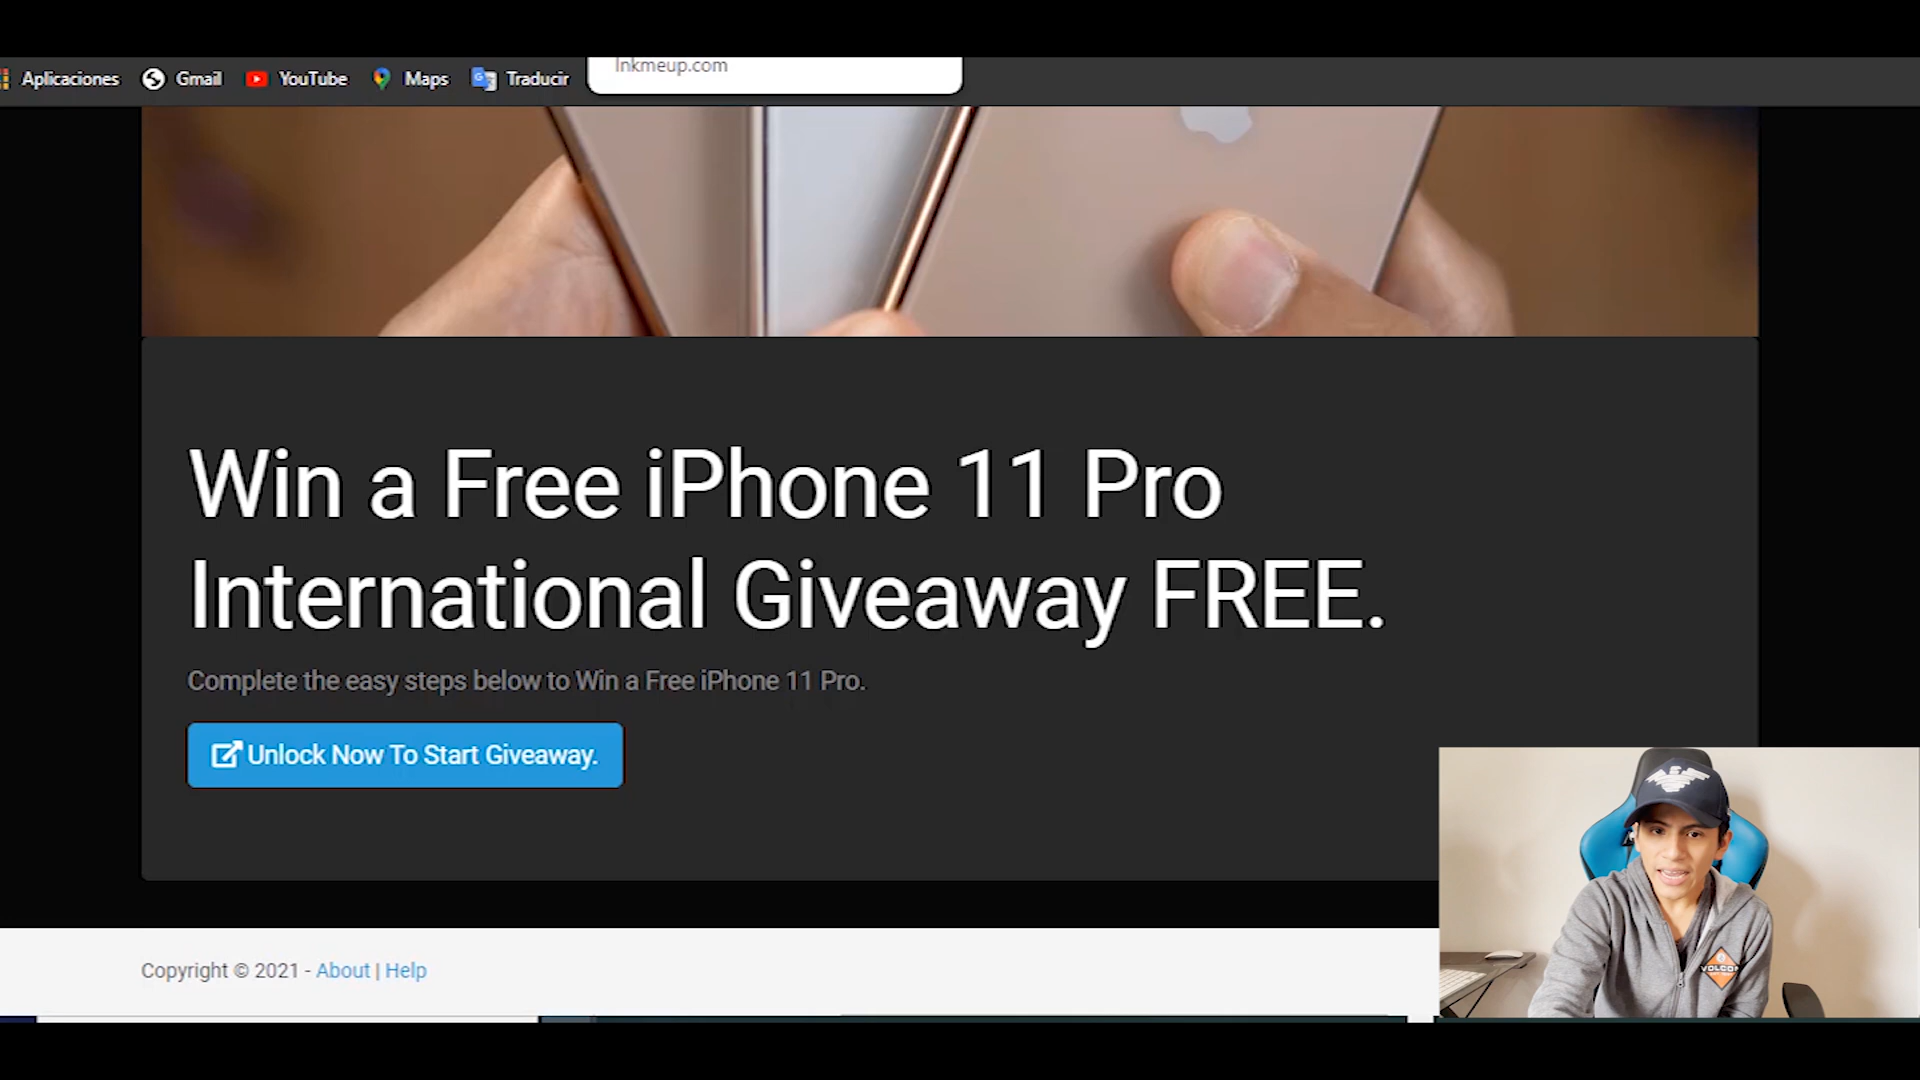 Aplicaciones Gmail YouTube Maps Traducir
lnkmeup.com
Win a Free iPhone 11 Pro
International Giveaway FREE.
Complete the easy steps below to Win a Free iPhone 11 Pro.
Unlock Now To Start Giveaway.
Copyright © 2021 - About | Help
VOLCOM